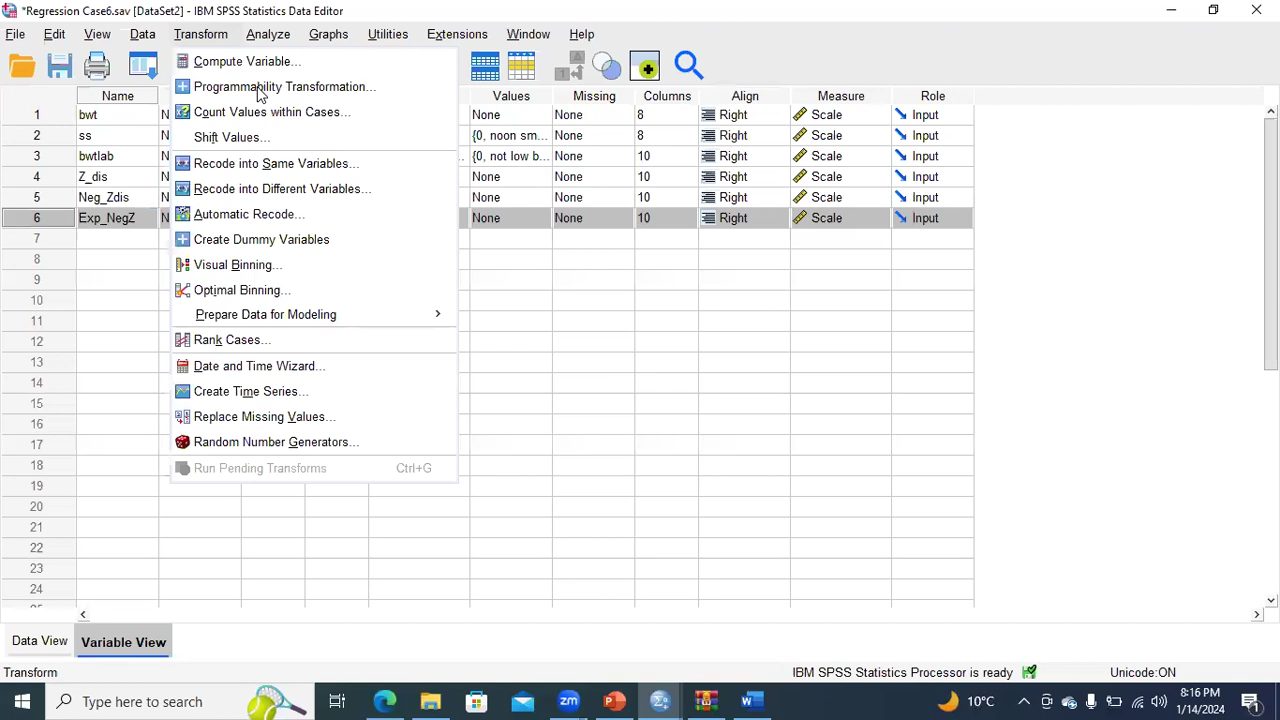 *Regression Case6.sav [DataSet2] - IBM SPSS Statistics Data Editor
File Edit View Data Transform Analyze Graphs Utilities Extensions Window Help
Compute Variable...
Programmability Transformation...
Count Values within Cases...
Shift Values...
Recode into Same Variables...
Recode into Different Variables...
Automatic Recode...
Create Dummy Variables
Visual Binning...
Optimal Binning...
Prepare Data for Modeling
Rank Cases...
Date and Time Wizard...
Create Time Series...
Replace Missing Values...
Random Number Generators...
Run Pending Transforms Ctrl+G
Name Values Missing Columns Align Measure Role
1 bwt N None None 8 Right Scale Input
2 ss N {0, noon sm... None 8 Right Scale Input
3 bwtlab N {0, not low b... None 10 Right Scale Input
4 Z_dis N None None 10 Right Scale Input
5 Neg_Zdis N None None 10 Right Scale Input
6 Exp_NegZ N None None 10 Right Scale Input
7
8
9
10
11
12
13
14
15
16
17
18
19
20
21
22
23
24
Data View Variable View
Transform IBM SPSS Statistics Processor is ready Unicode:ON
Type here to search
10°C
8:16 PM
1/14/2024